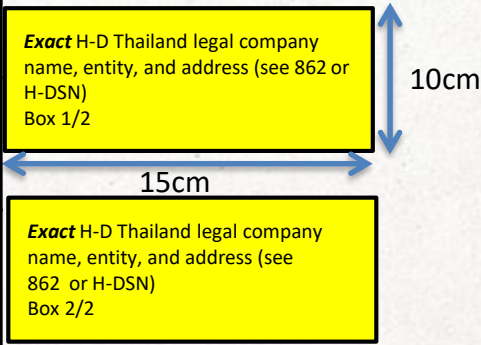 Exact H-D Thailand legal company
name, entity, and address (see 862 or
H-DSN)
Box 1/2
10cm
15cm
Exact H-D Thailand legal company
name, entity, and address (see
862 or H-DSN)
Box 2/2